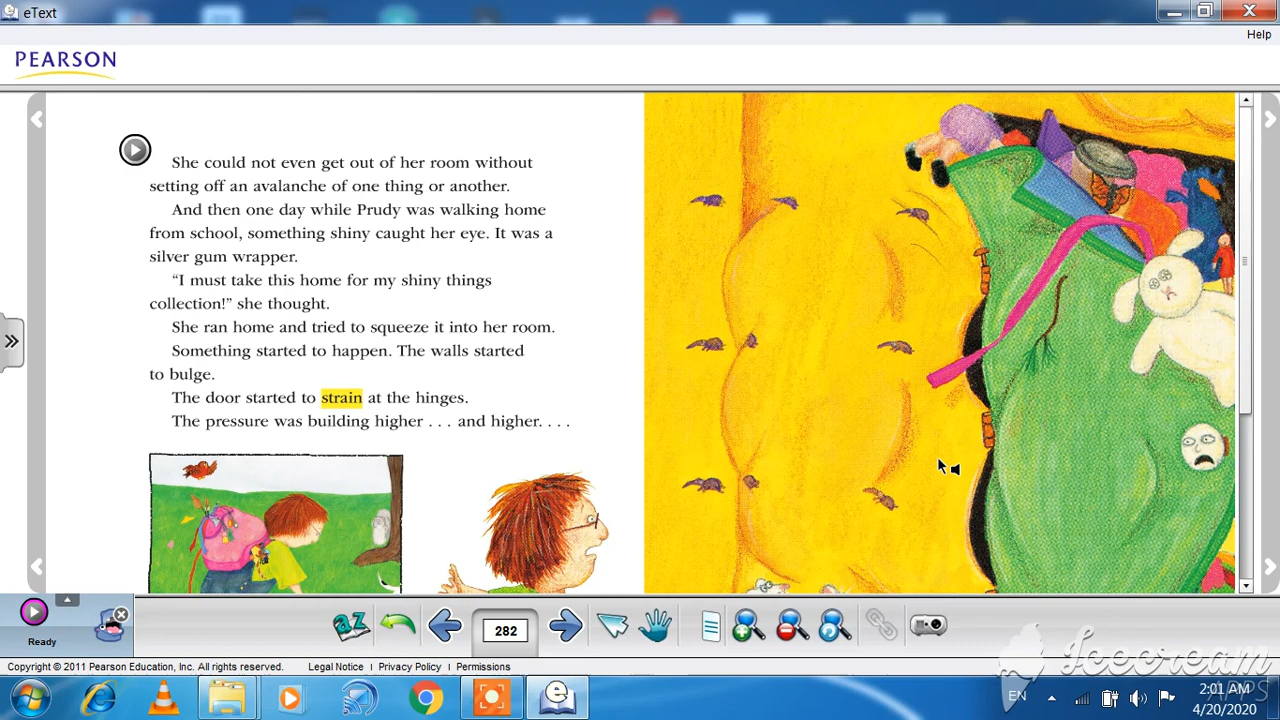 eText
Help
PEARSON
She could not even get out of her room without
setting off an avalanche of one thing or another.
And then one day while Prudy was walking home
from school, something shiny caught her eye. It was a
silver gum wrapper.
“I must take this home for my shiny things
collection!” she thought.
She ran home and tried to squeeze it into her room.
Something started to happen. The walls started
to bulge.
The door started to strain at the hinges.
The pressure was building higher . . . and higher. . . .
Ready
az
282
Copyright © 2011 Pearson Education, Inc. All rights reserved. Legal Notice | Privacy Policy | Permissions
Icecream
APPS
EN
2:01 AM
4/20/2020